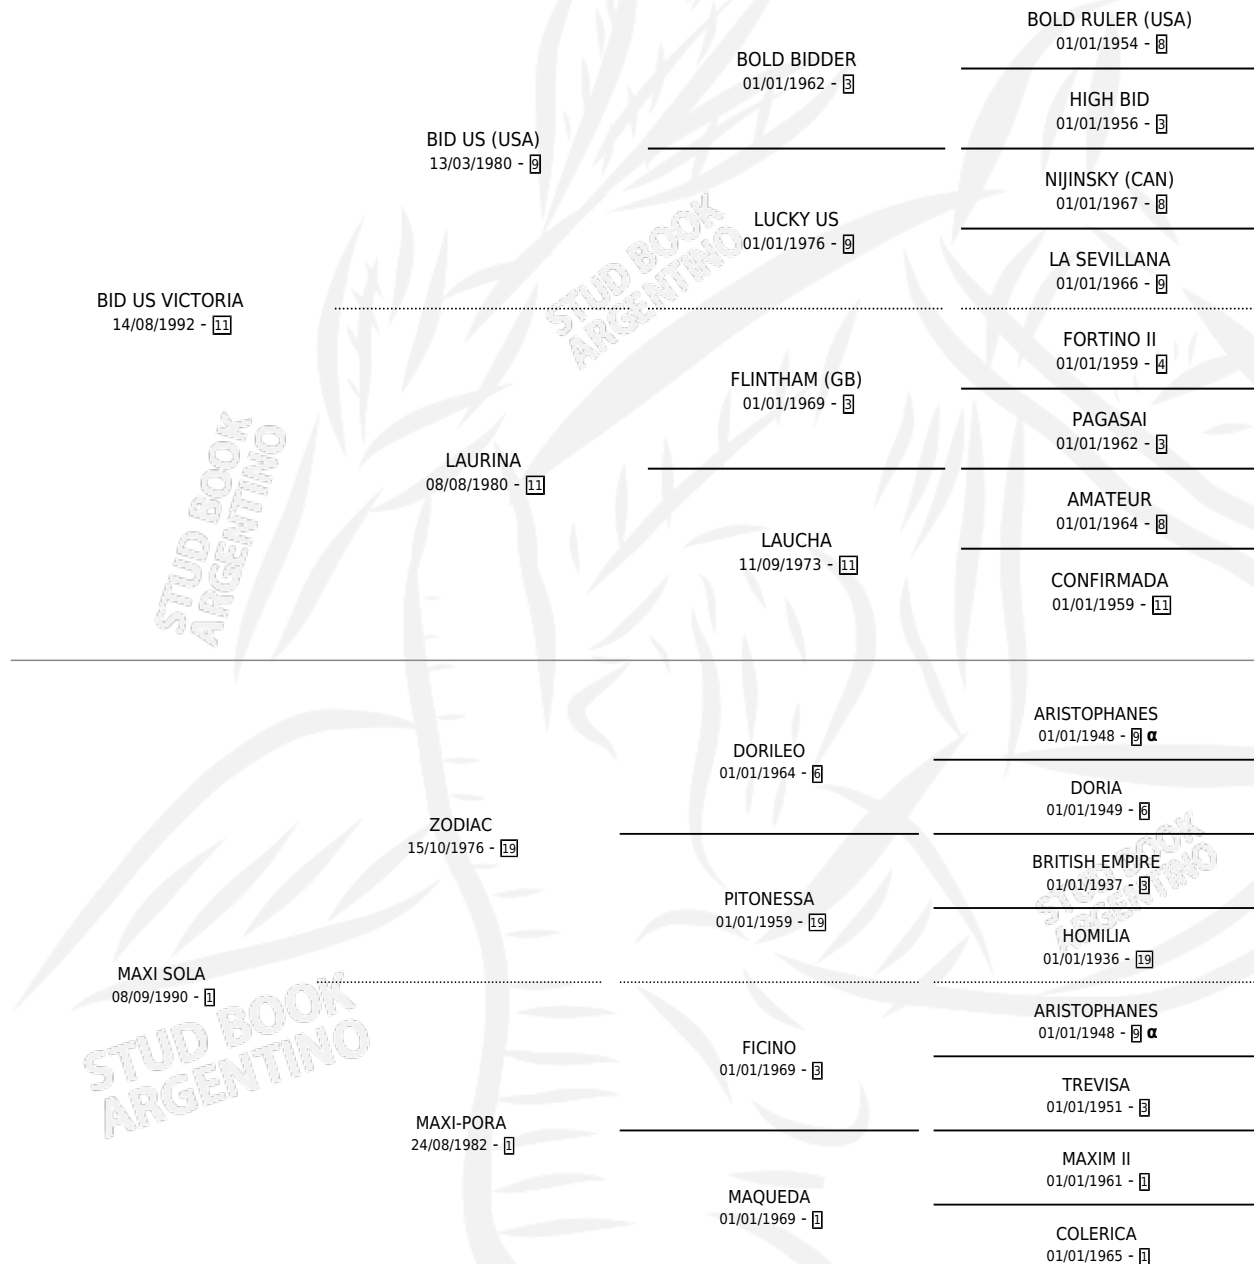 BOLD RULER (USA)
01/01/1954 - 8
BOLD BIDDER
01/01/1962 - 3
HIGH BID
01/01/1956 - 3
BID US (USA)
13/03/1980 - 9
NIJINSKY (CAN)
01/01/1967 - 8
LUCKY US
01/01/1976 - 9
LA SEVILLANA
01/01/1966 - 9
BID US VICTORIA
14/08/1992 - 11
FORTINO II
01/01/1959 - 4
FLINTHAM (GB)
01/01/1969 - 3
PAGASAI
01/01/1962 - 3
LAURINA
08/08/1980 - 11
AMATEUR
01/01/1964 - 8
LAUCHA
11/09/1973 - 11
CONFIRMADA
01/01/1959 - 11
ARISTOPHANES
01/01/1948 - 9 α
DORILEO
01/01/1964 - 6
DORIA
01/01/1949 - 6
ZODIAC
15/10/1976 - 19
BRITISH EMPIRE
01/01/1937 - 3
PITONESSA
01/01/1959 - 19
HOMILIA
01/01/1936 - 19
MAXI SOLA
08/09/1990 - 1
ARISTOPHANES
01/01/1948 - 9 α
FICINO
01/01/1969 - 3
TREVISA
01/01/1951 - 3
MAXI-PORA
24/08/1982 - 1
MAXIM II
01/01/1961 - 1
MAQUEDA
01/01/1969 - 1
COLERICA
01/01/1965 - 1
STUD BOOK
ARGENTINO
STUD BOOK
ARGENTINO
STUD BOOK
ARGENTINO
STUD BOOK
ARGENTINO